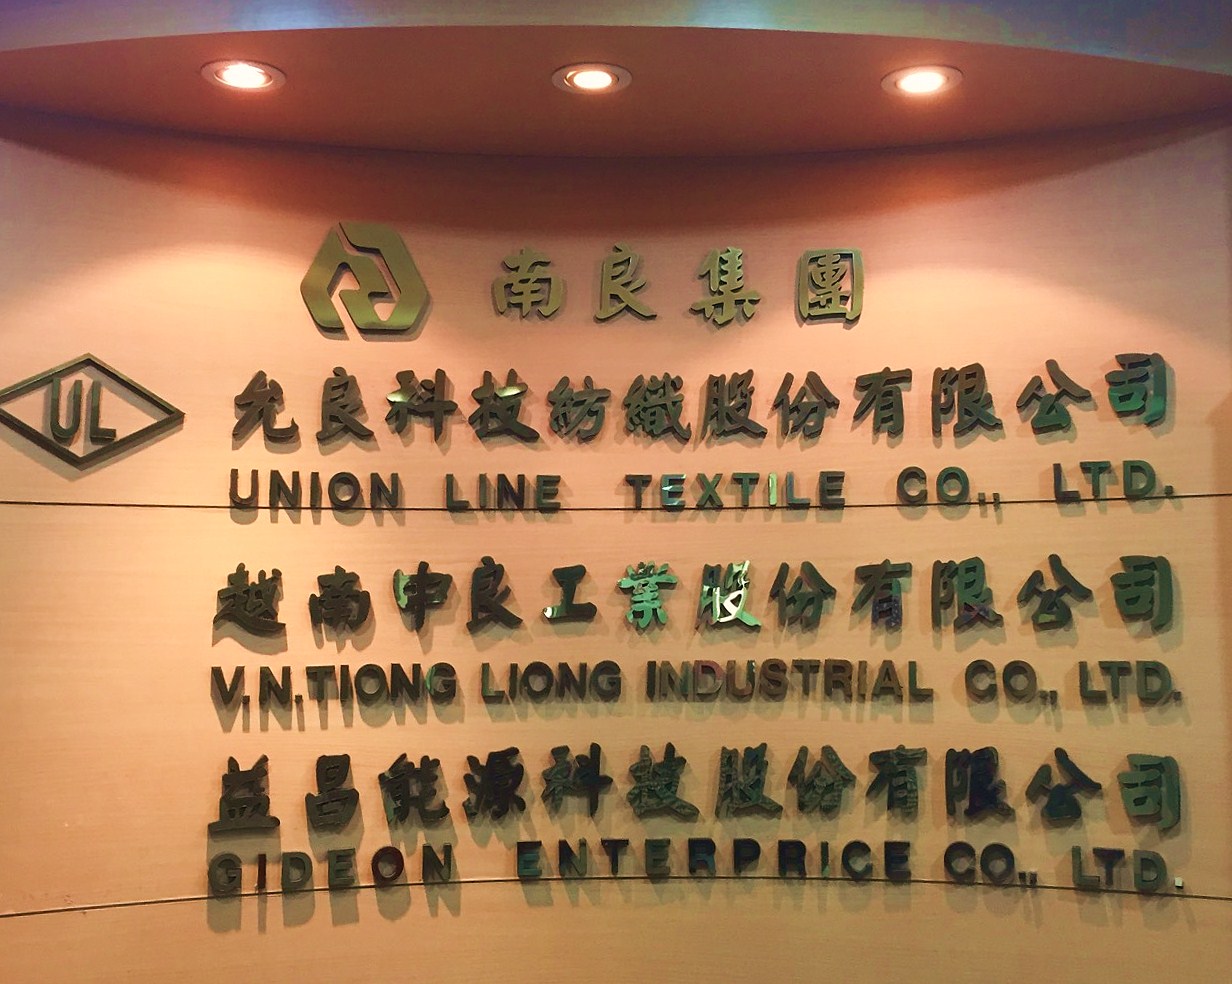 南良集團
UL
允良科技紡織股份有限公司
UNION LINE TEXTILE CO., LTD.
越南中良工業股份有限公司
V.N.TIONG LIONG INDUSTRIAL CO., LTD.
益昌能源科技股份有限公司
GIDEON ENTERPRICE CO., LTD.